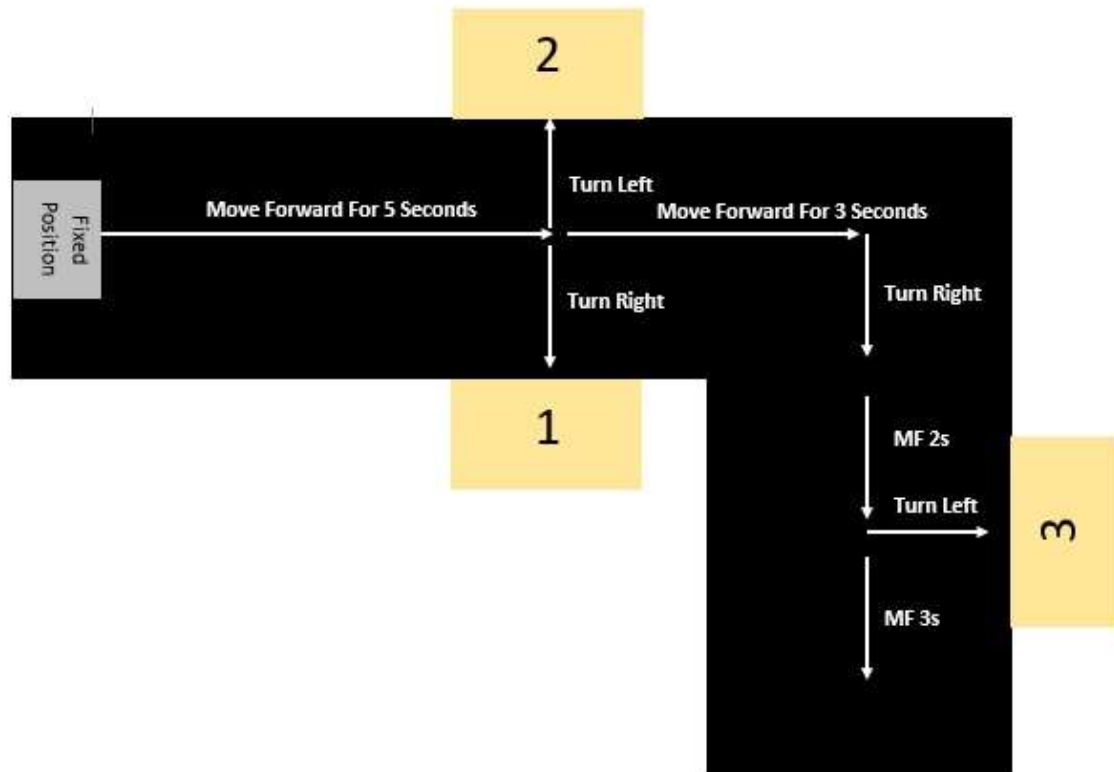 2
Turn Left
Move Forward For 5 Seconds
Move Forward For 3 Seconds
Fixed
Position
Turn Right
Turn Right
1
MF 2s
Turn Left
3
MF 3s